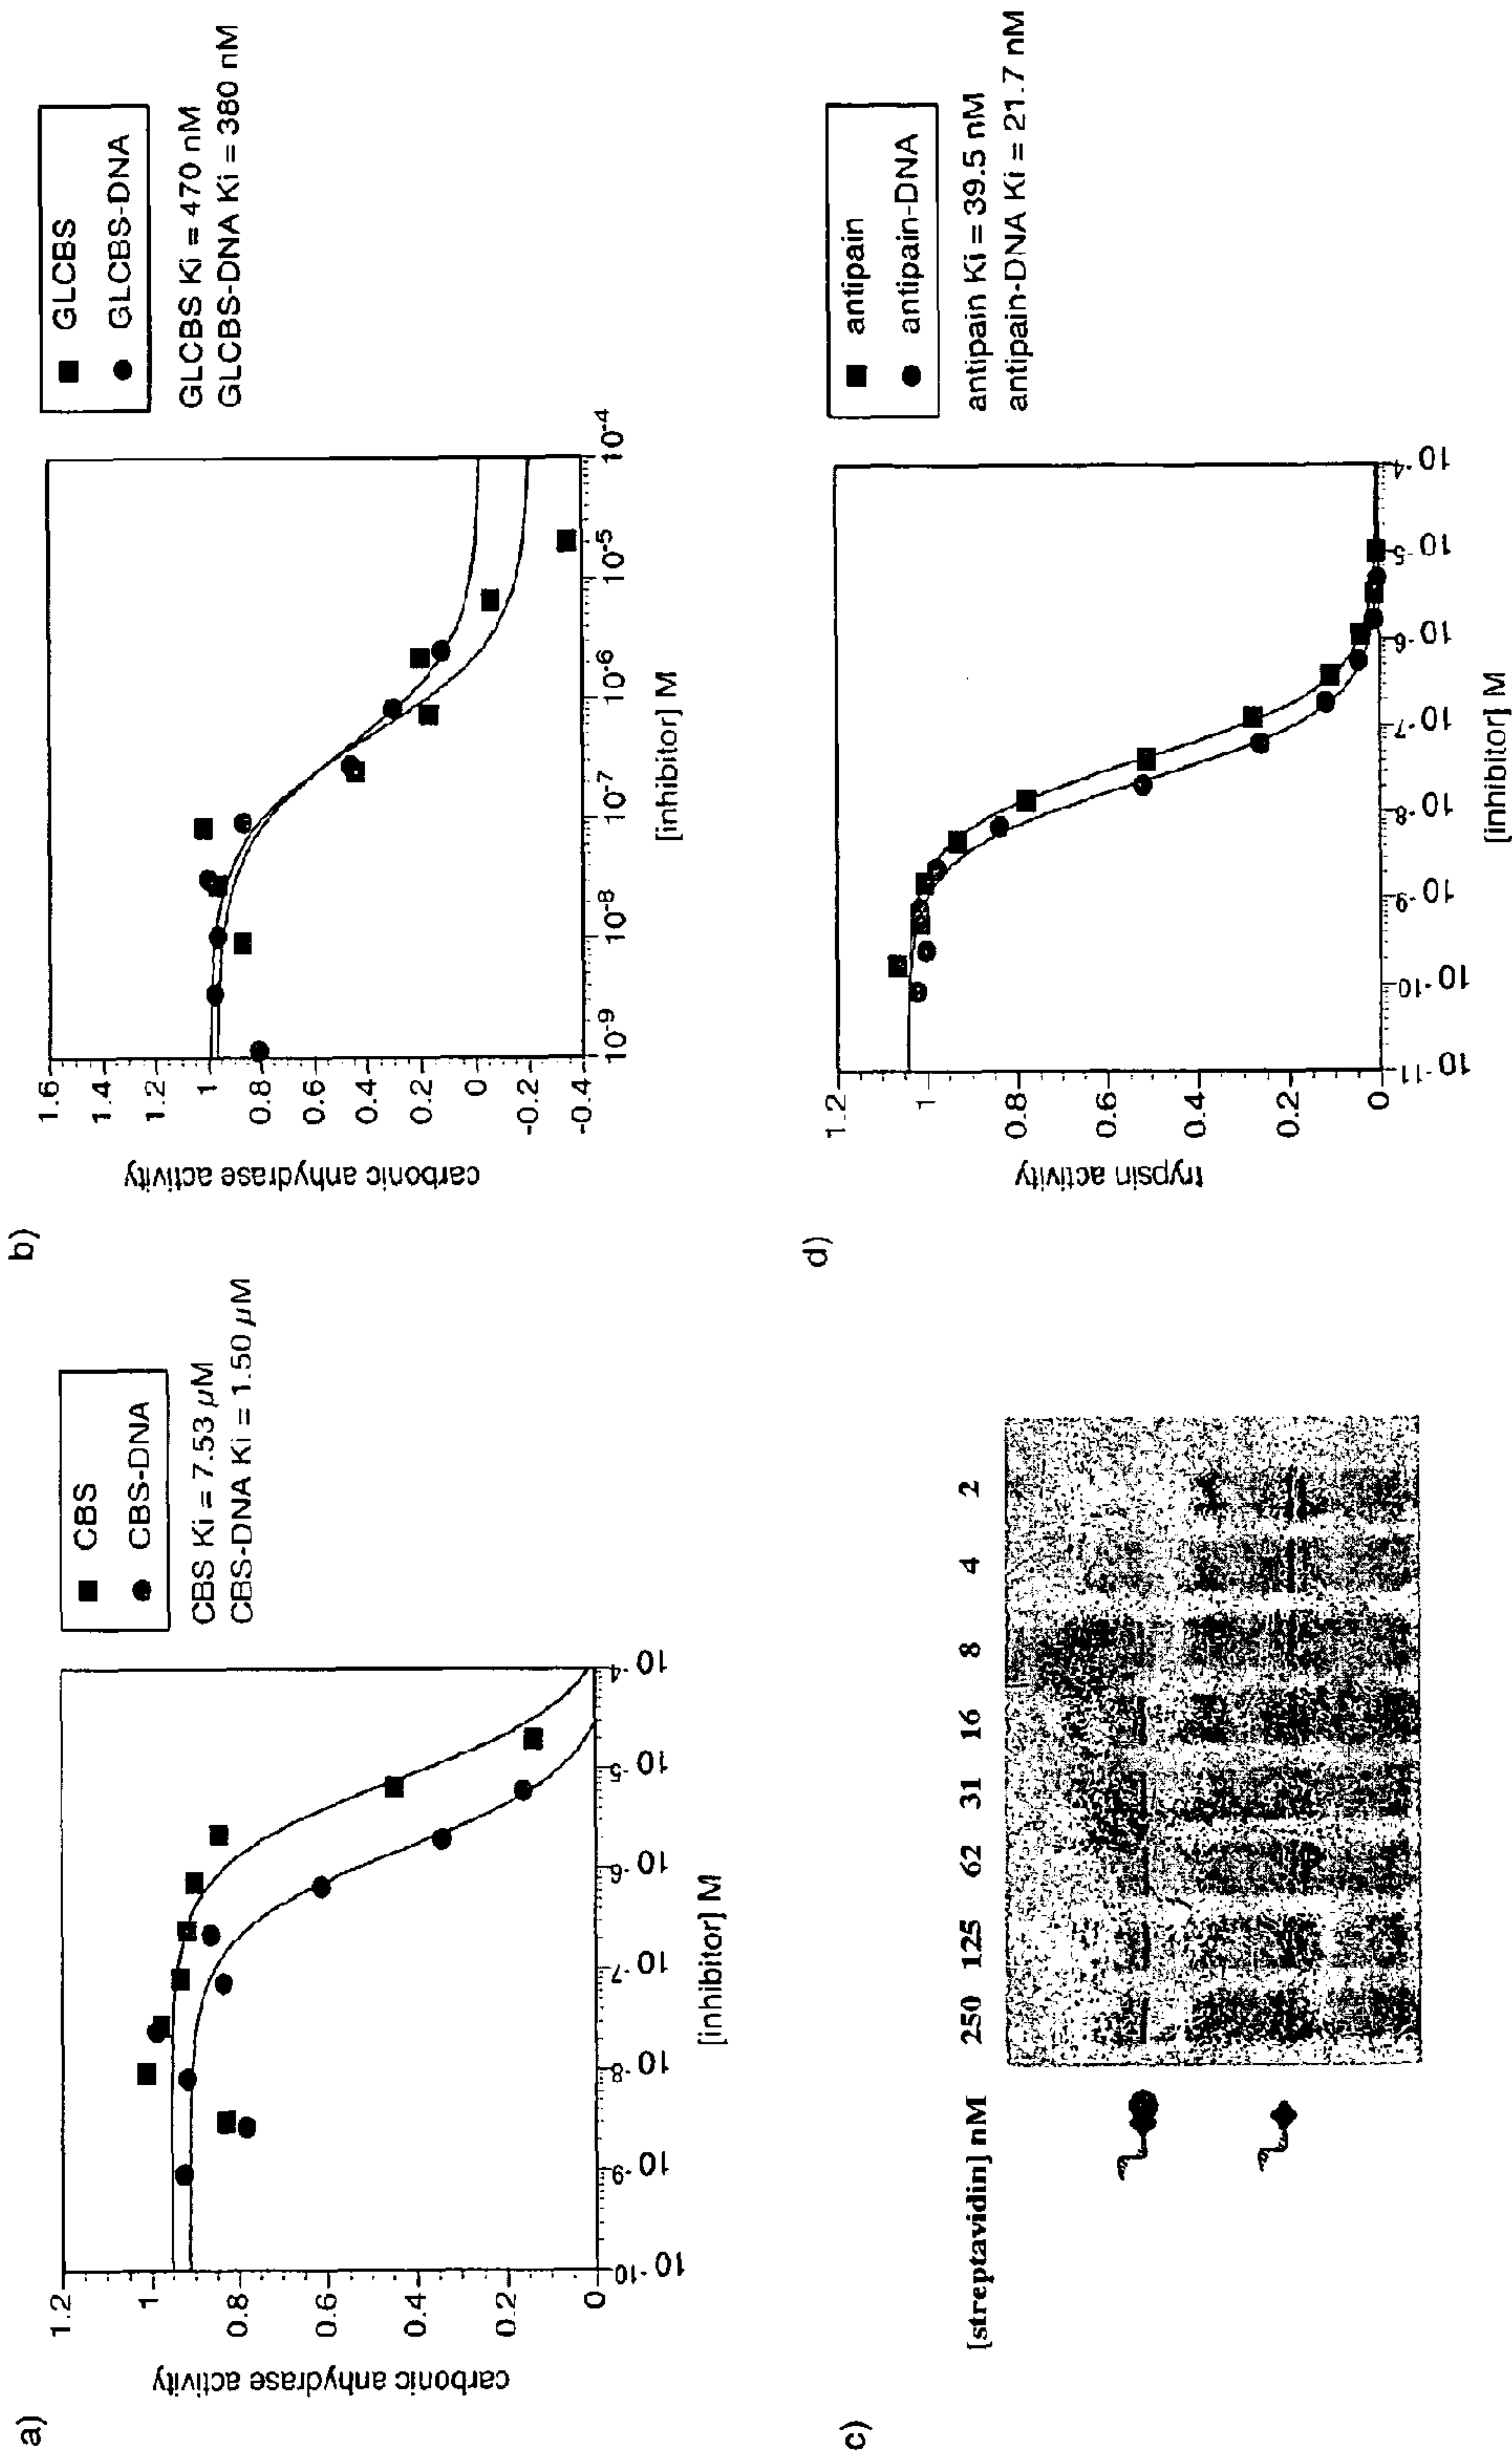 a)
carbonic anhydrase activity
1.2
1
0.8
0.6
0.4
0.2
0
10-10
10-9
10-8
10-7
10-6
10-5
10-4
[inhibitor] M
CBS
CBS-DNA
CBS Ki = 7.53 μM
CBS-DNA Ki = 1.50 μM
b)
carbonic anhydrase activity
1.6
1.4
1.2
1
0.8
0.6
0.4
0.2
0
-0.2
-0.4
10-9
10-8
10-7
10-6
10-5
10-4
[inhibitor] M
GLCBS
GLCBS-DNA
GLCBS Ki = 470 nM
GLCBS-DNA Ki = 380 nM
c)
[streptavidin] nM
250 125 62 31 16 8 4 2
d)
trypsin activity
1.2
1
0.8
0.6
0.4
0.2
0
10-11
10-10
10-9
10-8
10-7
10-6
10-5
10-4
[inhibitor] M
antipain
antipain-DNA
antipain Ki = 39.5 nM
antipain-DNA Ki = 21.7 nM